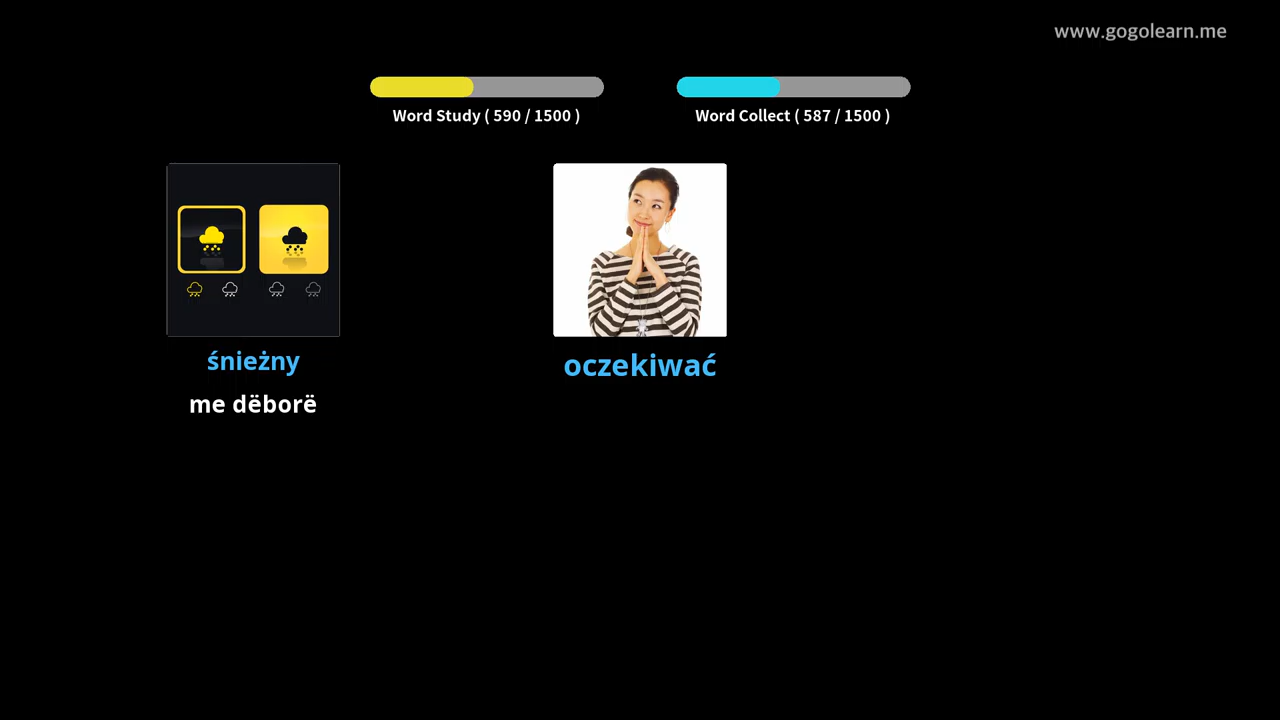 www.gogolearn.me
Word Study ( 590 / 1500 )
Word Collect ( 587 / 1500 )
śnieżny
me dëborë
oczekiwać